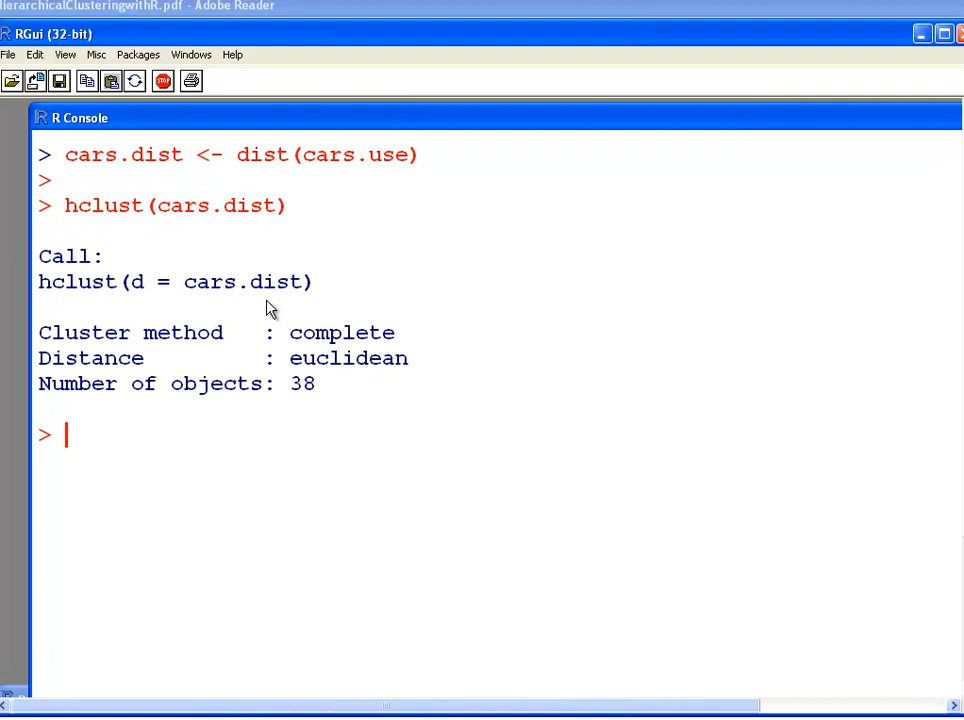 ierarchicalClusteringwithR.pdf - Adobe Reader
RGui (32-bit)
File Edit View Misc Packages Windows Help
STOP
R Console
> cars.dist <- dist(cars.use)
>
> hclust(cars.dist)
Call:
hclust(d = cars.dist)
Cluster method   : complete
Distance         : euclidean
Number of objects: 38
>